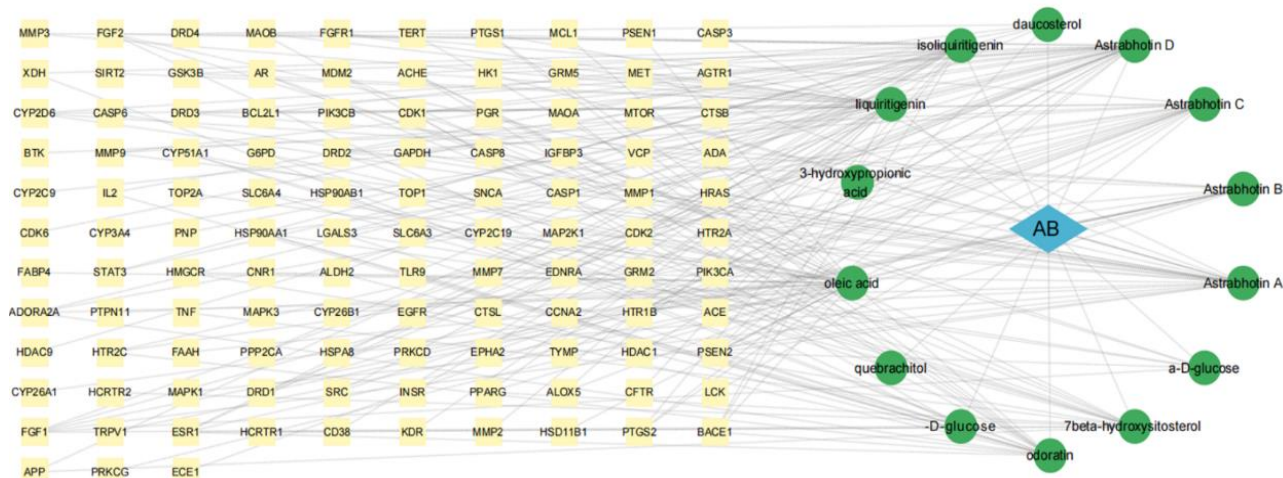 MMP3 FGF2 DRD4 MAOB FGFR1 TERT PTGS1 MCL1 PSEN1 CASP3
XDH SIRT2 GSK3B AR MDM2 ACHE HK1 GRM5 MET AGTR1
CYP2D6 CASP6 DRD3 BCL2L1 PIK3CB CDK1 PGR MAOA MTOR CTSB
BTK MMP9 CYP51A1 G6PD DRD2 GAPDH CASP8 IGFBP3 VCP ADA
CYP2C9 IL2 TOP2A SLC6A4 HSP90AB1 TOP1 SNCA CASP1 MMP1 HRAS
CDK6 CYP3A4 PNP HSP90AA1 LGALS3 SLC6A3 CYP2C19 MAP2K1 CDK2 HTR2A
FABP4 STAT3 HMGCR CNR1 ALDH2 TLR9 MMP7 EDNRA GRM2 PIK3CA
ADORA2A PTPN11 TNF MAPK3 CYP26B1 EGFR CTSL CCNA2 HTR1B ACE
HDAC9 HTR2C FAAH PPP2CA HSPA8 PRKCD EPHA2 TYMP HDAC1 PSEN2
CYP26A1 HCRTR2 MAPK1 DRD1 SRC INSR PPARG ALOX5 CFTR LCK
FGF1 TRPV1 ESR1 HCRTR1 CD38 KDR MMP2 HSD11B1 PTGS2 BACE1
APP PRKCG ECE1
daucosterol
isoliquiritigenin
Astrabhotin D
liquiritigenin
Astrabhotin C
3-hydroxypropionic
acid
Astrabhotin B
AB
oleic acid
Astrabhotin A
quebrachitol
a-D-glucose
-D-glucose
7beta-hydroxysitosterol
odoratin